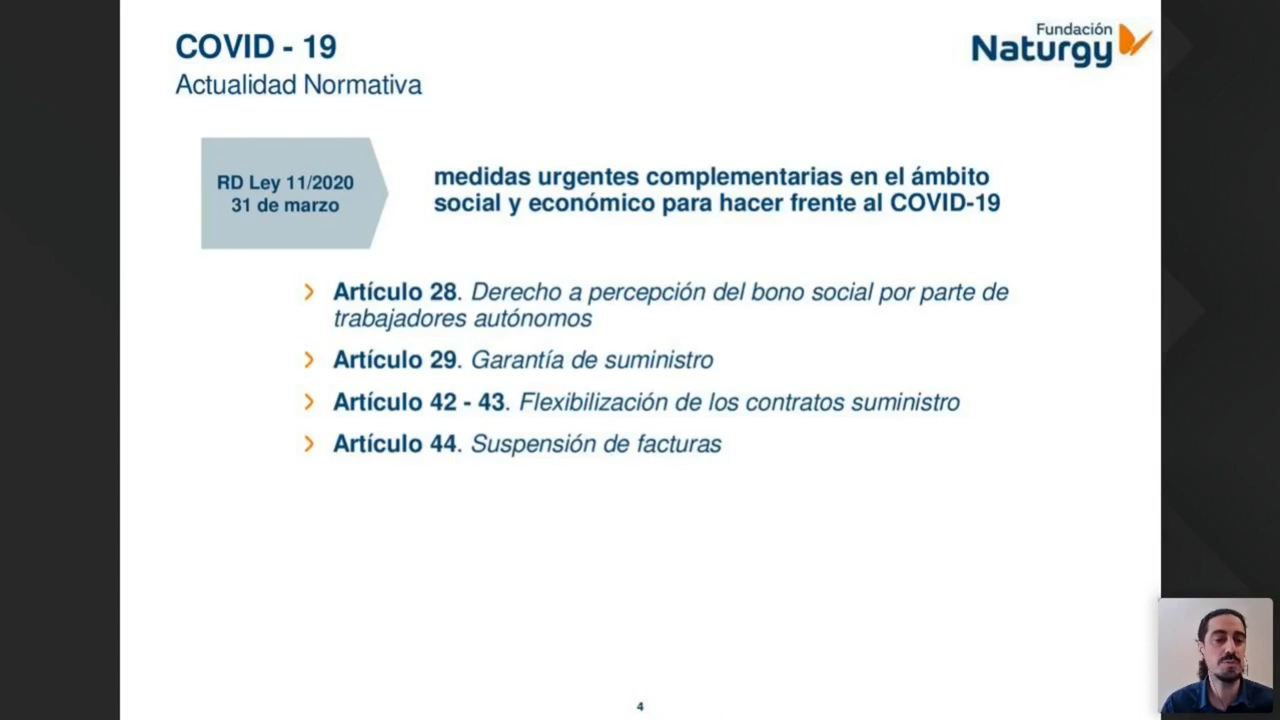 COVID - 19
Actualidad Normativa
Fundación
Naturgy
RD Ley 11/2020
31 de marzo
medidas urgentes complementarias en el ámbito
social y económico para hacer frente al COVID-19
Artículo 28. Derecho a percepción del bono social por parte de
trabajadores autónomos
Artículo 29. Garantía de suministro
Artículo 42 - 43. Flexibilización de los contratos suministro
Artículo 44. Suspensión de facturas
4